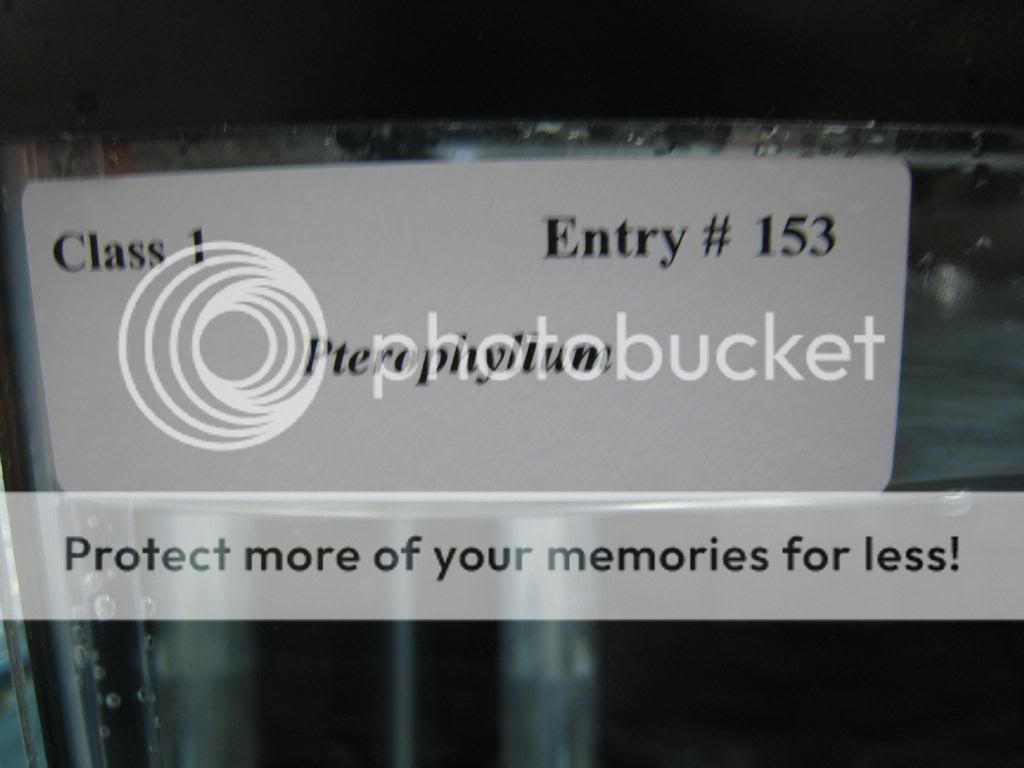 Class 1 Entry # 153
Pterophyllum
photobucket
Protect more of your memories for less!